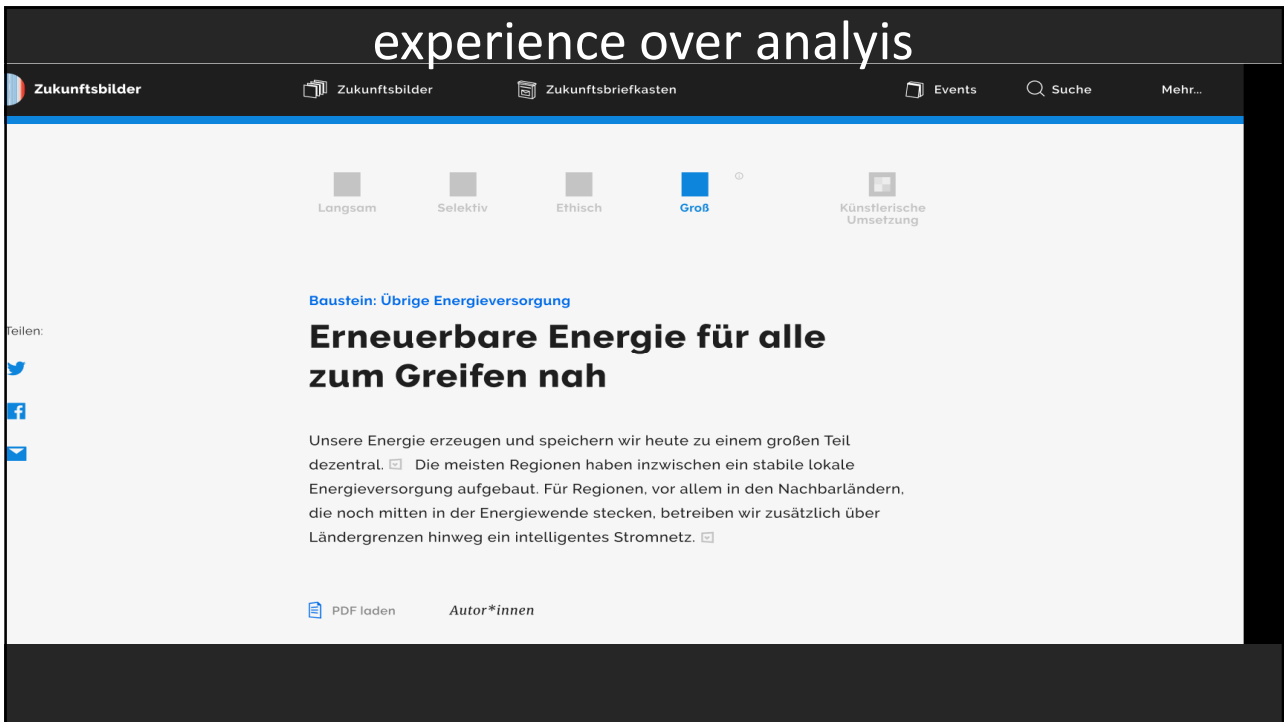 experience over analyis
Zukunftsbilder
Zukunftsbilder
Zukunftsbriefkasten
Events
Suche
Mehr...
Langsam
Selektiv
Ethisch
Groß
Künstlerische
Umsetzung
Baustein: Übrige Energieversorgung
Teilen:
Erneuerbare Energie für alle
zum Greifen nah
Unsere Energie erzeugen und speichern wir heute zu einem großen Teil
dezentral. Die meisten Regionen haben inzwischen ein stabile lokale
Energieversorgung aufgebaut. Für Regionen, vor allem in den Nachbarländern,
die noch mitten in der Energiewende stecken, betreiben wir zusätzlich über
Ländergrenzen hinweg ein intelligentes Stromnetz.
PDF laden
Autor*innen